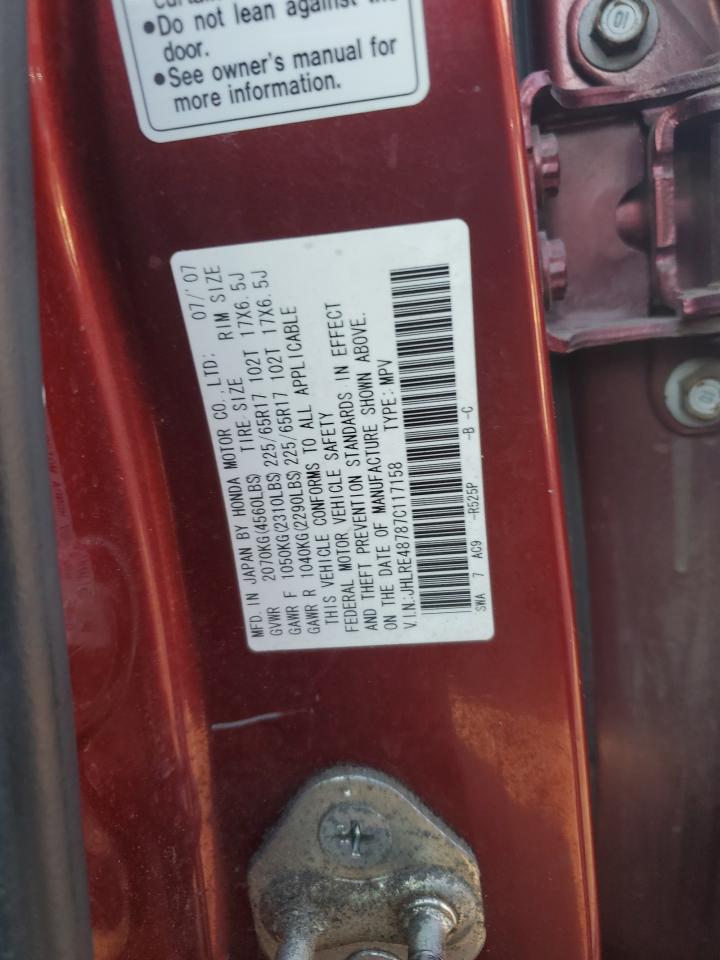 Curtain
●Do not lean against the
door.
●See owner's manual for
more information.
MFD. IN JAPAN BY HONDA MOTOR CO., LTD: 07/'07
GVWR 2070KG(4560LBS) TIRE SIZE RIM SIZE
GAWR F 1050KG(2310LBS) 225/65R17 102T 17X6.5J
GAWR R 1040KG(2290LBS) 225/65R17 102T 17X6.5J
THIS VEHICLE CONFORMS TO ALL APPLICABLE
FEDERAL MOTOR VEHICLE SAFETY
AND THEFT PREVENTION STANDARDS IN EFFECT
ON THE DATE OF MANUFACTURE SHOWN ABOVE.
V.I.N.:JHLRE48787C117158 TYPE: MPV
SWA 7 AC9 -R525P -B -C
10